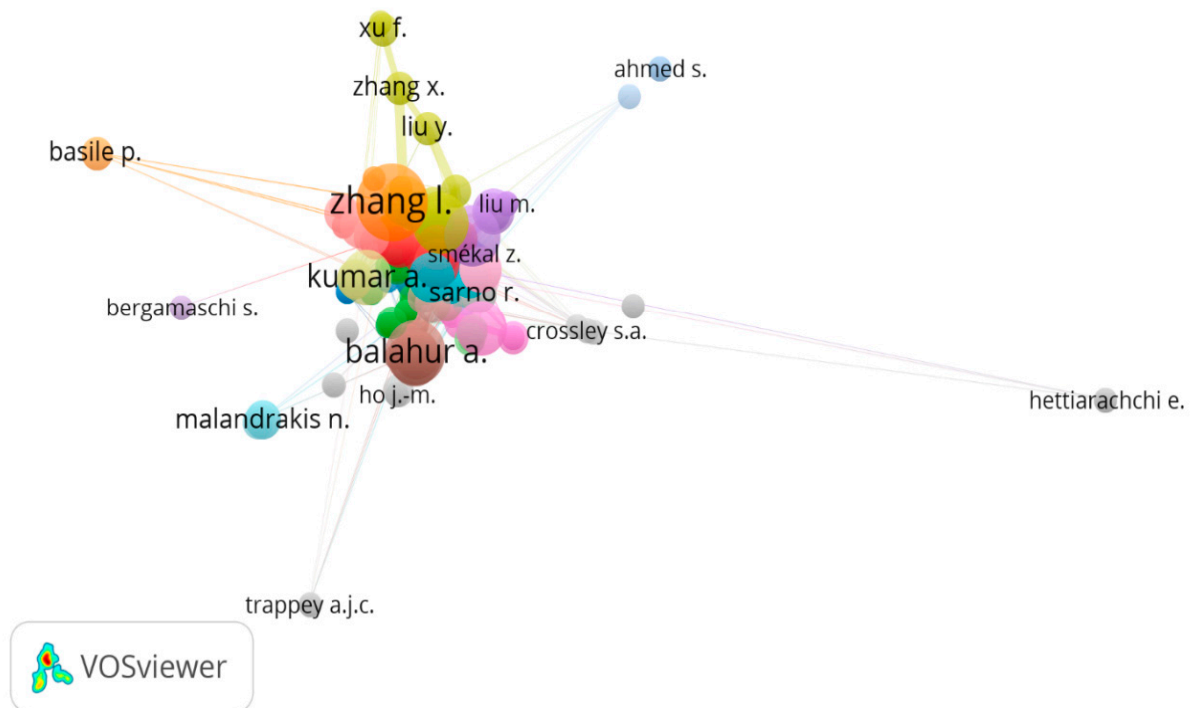 xu f.
ahmed s.
zhang x.
liu y.
basile p.
zhang l.
liu m.
smékal z.
kumar a.
sarno r.
bergamaschi s.
crossley s.a.
balahur a.
ho j.-m.
hettiarachchi e.
malandrakis n.
trappey a.j.c.
VOSviewer